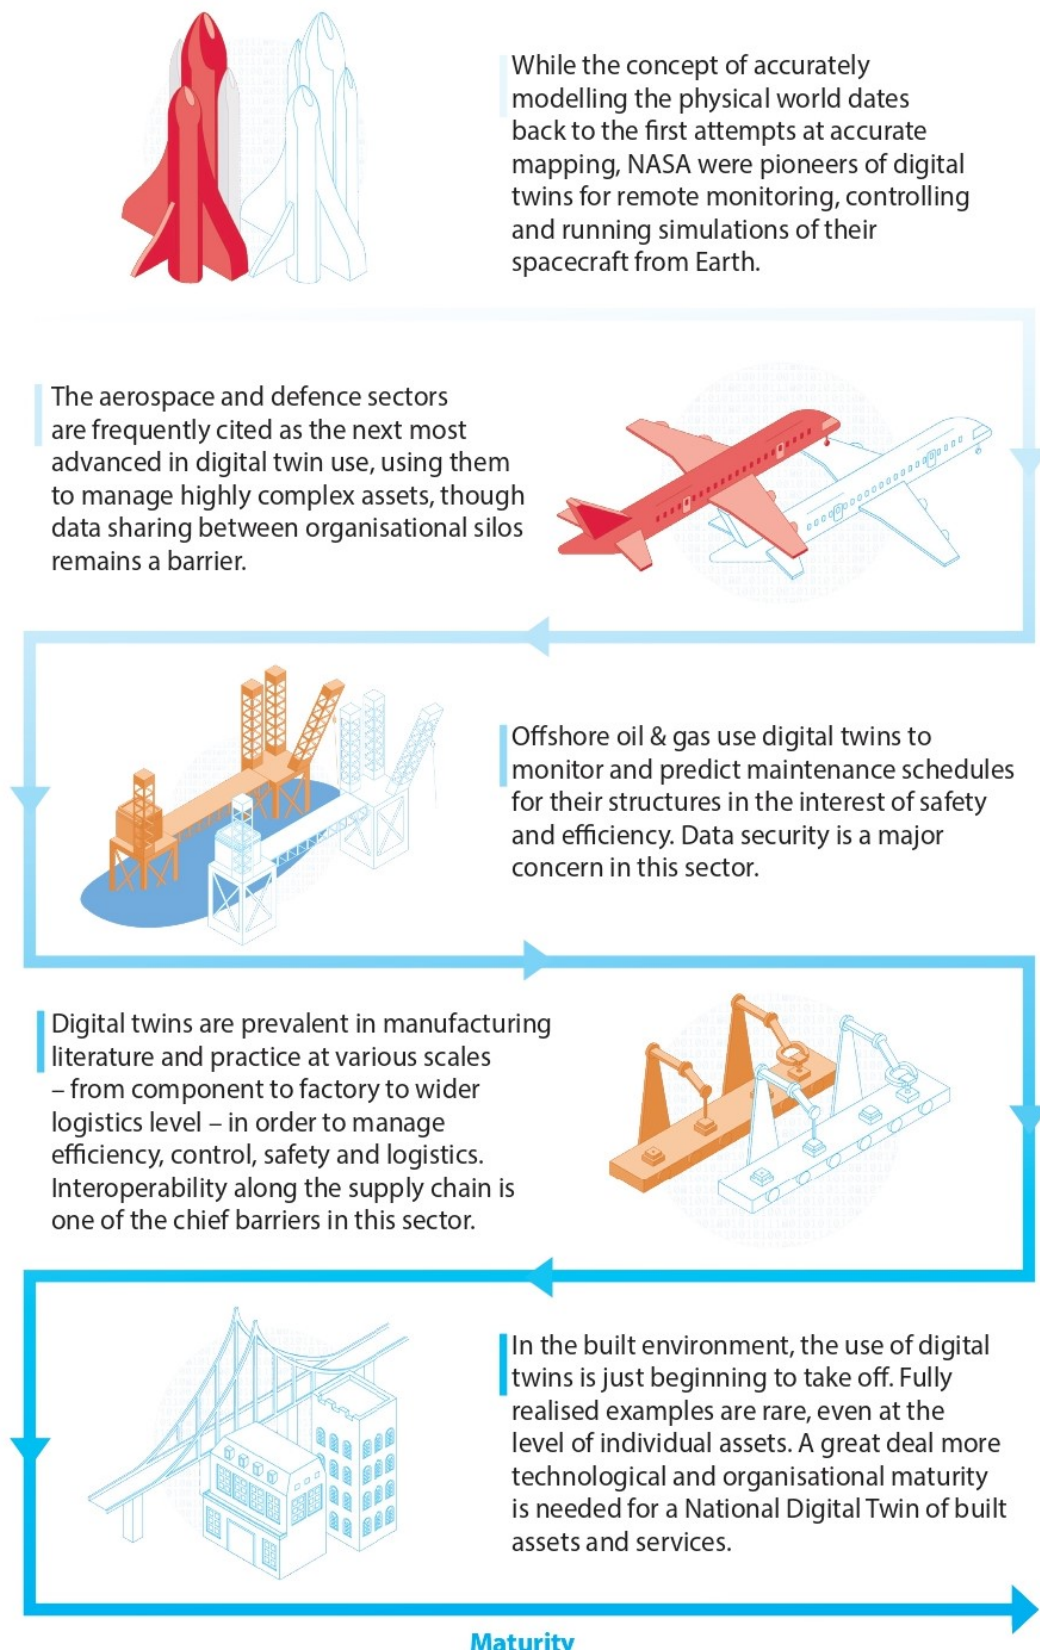 While the concept of accurately
modelling the physical world dates
back to the first attempts at accurate
mapping, NASA were pioneers of digital
twins for remote monitoring, controlling
and running simulations of their
spacecraft from Earth.
The aerospace and defence sectors
are frequently cited as the next most
advanced in digital twin use, using them
to manage highly complex assets, though
data sharing between organisational silos
remains a barrier.
Offshore oil & gas use digital twins to
monitor and predict maintenance schedules
for their structures in the interest of safety
and efficiency. Data security is a major
concern in this sector.
Digital twins are prevalent in manufacturing
literature and practice at various scales
– from component to factory to wider
logistics level – in order to manage
efficiency, control, safety and logistics.
Interoperability along the supply chain is
one of the chief barriers in this sector.
In the built environment, the use of digital
twins is just beginning to take off. Fully
realised examples are rare, even at the
level of individual assets. A great deal more
technological and organisational maturity
is needed for a National Digital Twin of built
assets and services.
Maturity